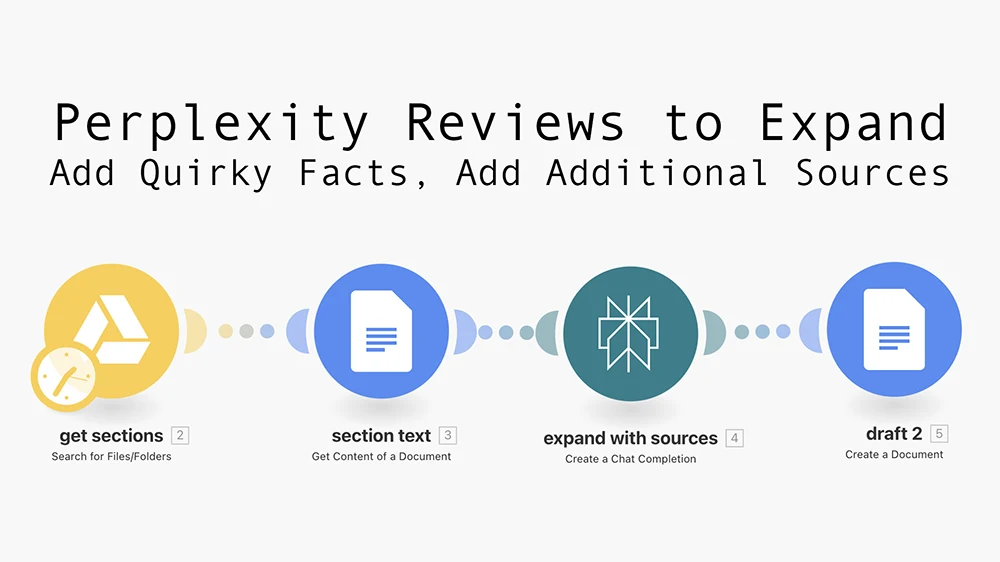 Perplexity Reviews to Expand
Add Quirky Facts, Add Additional Sources
get sections 2
Search for Files/Folders
section text 3
Get Content of a Document
expand with sources 4
Create a Chat Completion
draft 2 5
Create a Document